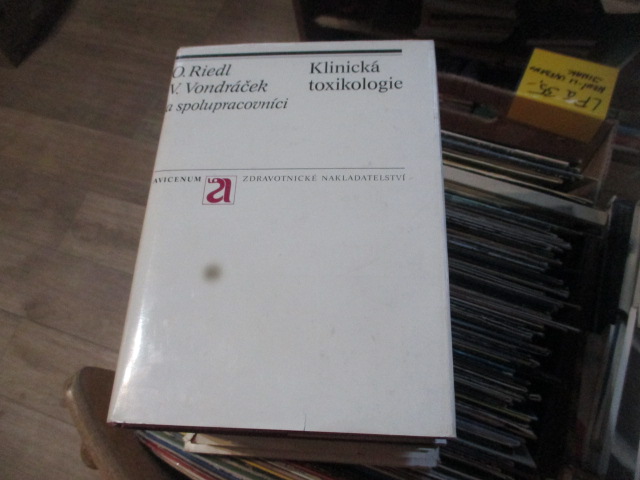 O. Riedl
V. Vondráček
a spolupracovníci
Klinická
toxikologie
AVICENUM
ZDRAVOTNICKÉ NAKLADATELSTVÍ